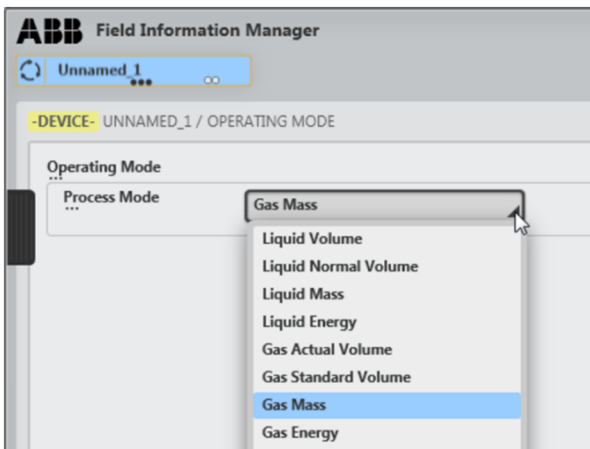 ABB Field Information Manager
Unnamed_1
-DEVICE- UNNAMED_1 / OPERATING MODE
Operating Mode
Process Mode Gas Mass
Liquid Volume
Liquid Normal Volume
Liquid Mass
Liquid Energy
Gas Actual Volume
Gas Standard Volume
Gas Mass
Gas Energy